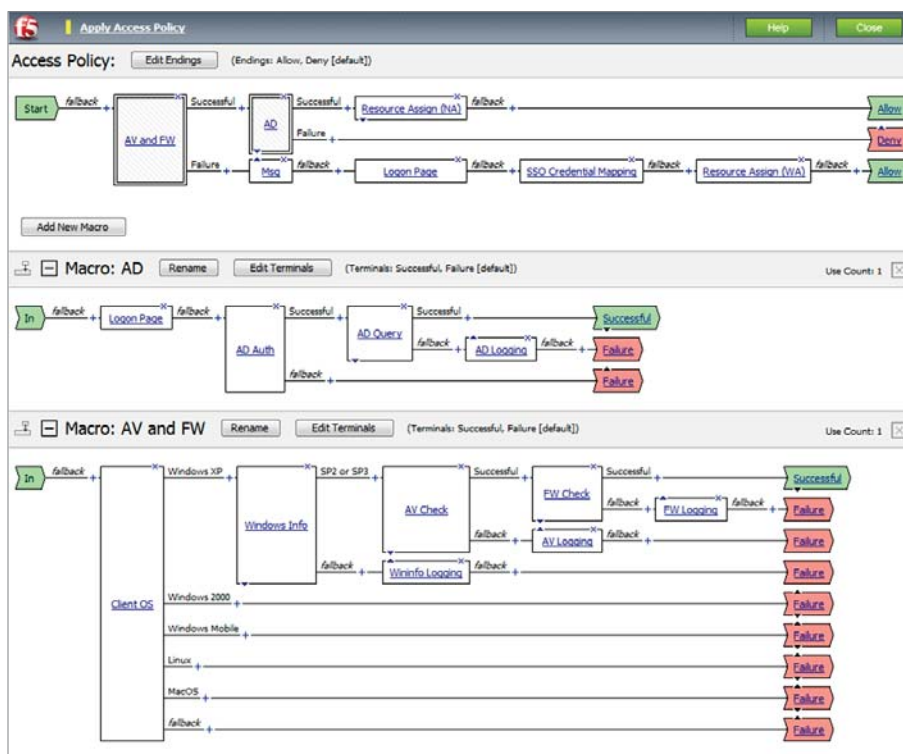 f5 Apply Access Policy Help Close
Access Policy: Edit Endings (Endings: Allow, Deny [default])
Start fallback + AV and FW Successful + AD Successful + Resource Assign (NA) fallback + Allow
Failure + Deny
Failure + Msg fallback + Logon Page fallback + SSO Credential Mapping fallback + Resource Assign (WA) fallback + Allow
Add New Macro
Macro: AD Rename Edit Terminals (Terminals: Successful, Failure [default]) Use Count: 1
In fallback + Logon Page fallback + AD Auth Successful + AD Query Successful + Successful
fallback + AD Logging fallback + Failure
fallback + Failure
Macro: AV and FW Rename Edit Terminals (Terminals: Successful, Failure [default]) Use Count: 1
In fallback + Client OS Windows XP + Windows Info SP2 or SP3 + AV Check Successful + FW Check Successful + Successful
fallback + FW Logging fallback + Failure
fallback + AV Logging fallback + Failure
fallback + Wininfo Logging fallback + Failure
Windows 2000 + Failure
Windows Mobile + Failure
Linux + Failure
MacOS + Failure
fallback + Failure